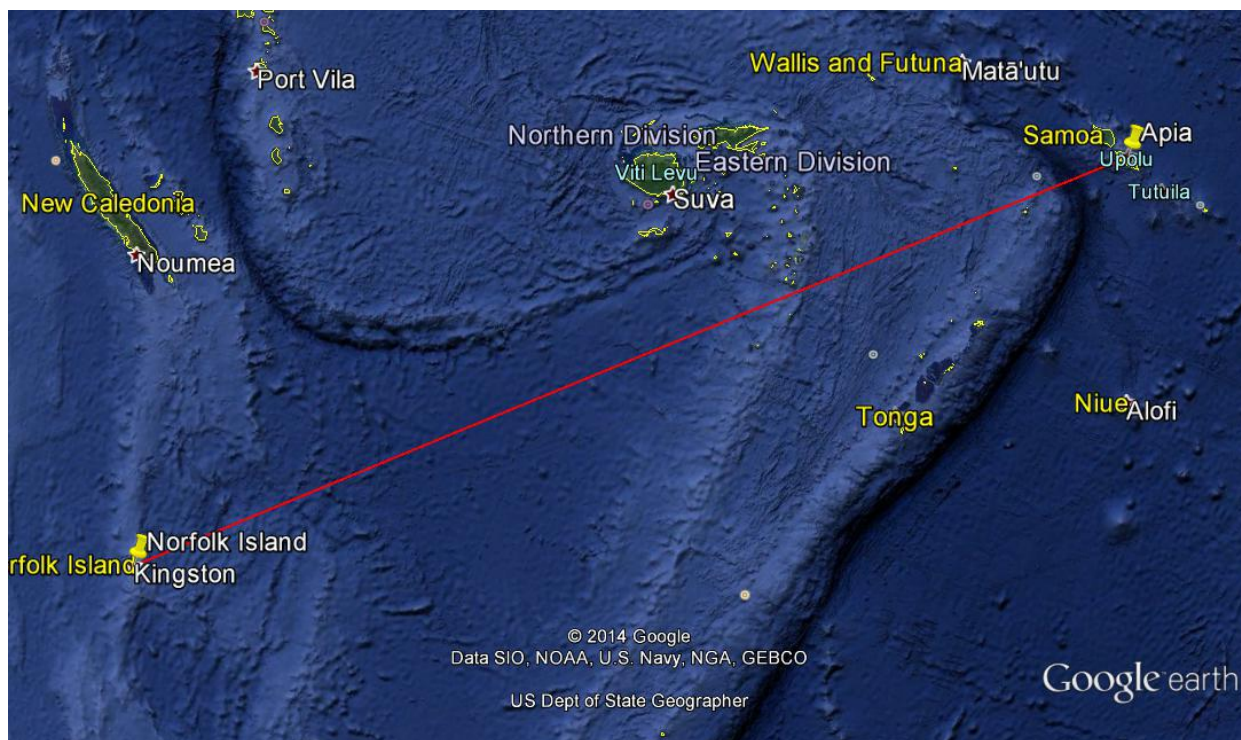 Wallis and Futuna
Matā'utu
Port Vila
Northern Division
Samoa
Apia
Eastern Division
Upolu
Viti Levu
Tutuila
New Caledonia
Suva
Noumea
Niue
Alofi
Tonga
Norfolk Island
rfolk Island
Kingston
© 2014 Google
Data SIO, NOAA, U.S. Navy, NGA, GEBCO
US Dept of State Geographer
Google earth